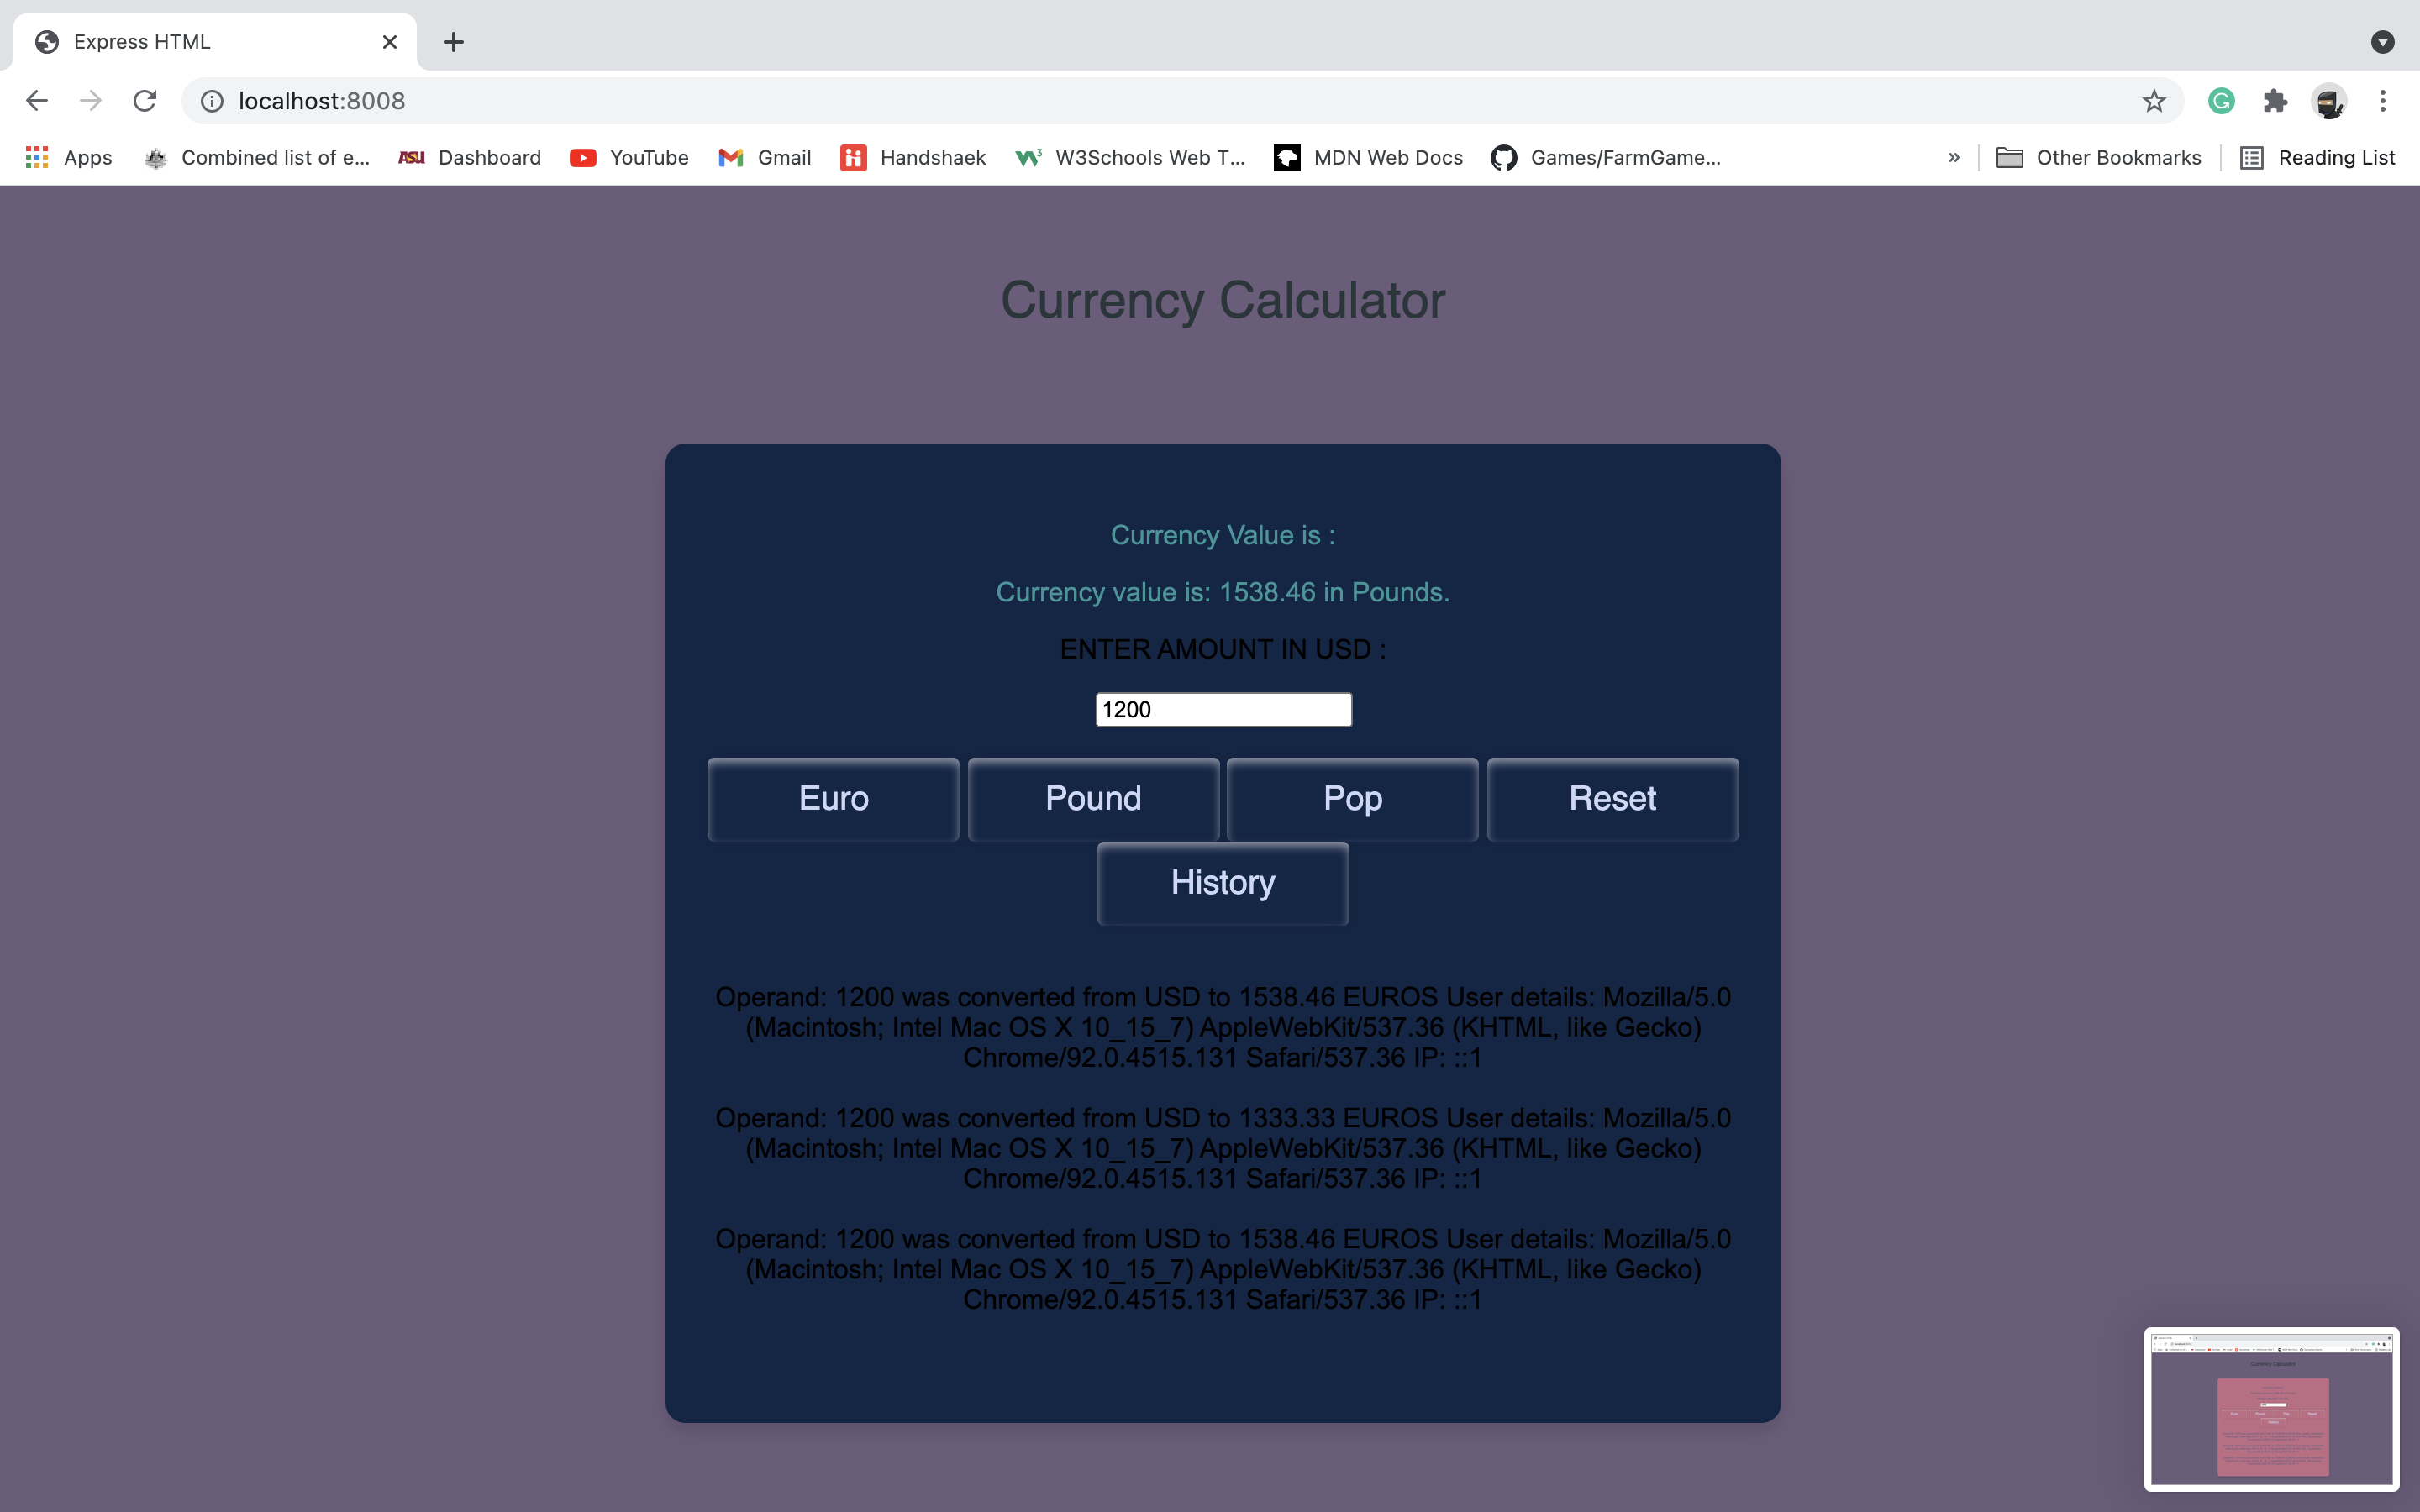 Express HTML
localhost:8008
Apps Combined list of e... ASU Dashboard YouTube Gmail Handshaek W3Schools Web T... MDN Web Docs Games/FarmGame... » Other Bookmarks Reading List
Currency Calculator
Currency Value is :
Currency value is: 1538.46 in Pounds.
ENTER AMOUNT IN USD :
1200
Euro Pound Pop Reset
History
Operand: 1200 was converted from USD to 1538.46 EUROS User details: Mozilla/5.0
(Macintosh; Intel Mac OS X 10_15_7) AppleWebKit/537.36 (KHTML, like Gecko)
Chrome/92.0.4515.131 Safari/537.36 IP: ::1
Operand: 1200 was converted from USD to 1333.33 EUROS User details: Mozilla/5.0
(Macintosh; Intel Mac OS X 10_15_7) AppleWebKit/537.36 (KHTML, like Gecko)
Chrome/92.0.4515.131 Safari/537.36 IP: ::1
Operand: 1200 was converted from USD to 1538.46 EUROS User details: Mozilla/5.0
(Macintosh; Intel Mac OS X 10_15_7) AppleWebKit/537.36 (KHTML, like Gecko)
Chrome/92.0.4515.131 Safari/537.36 IP: ::1
Currency Calculator